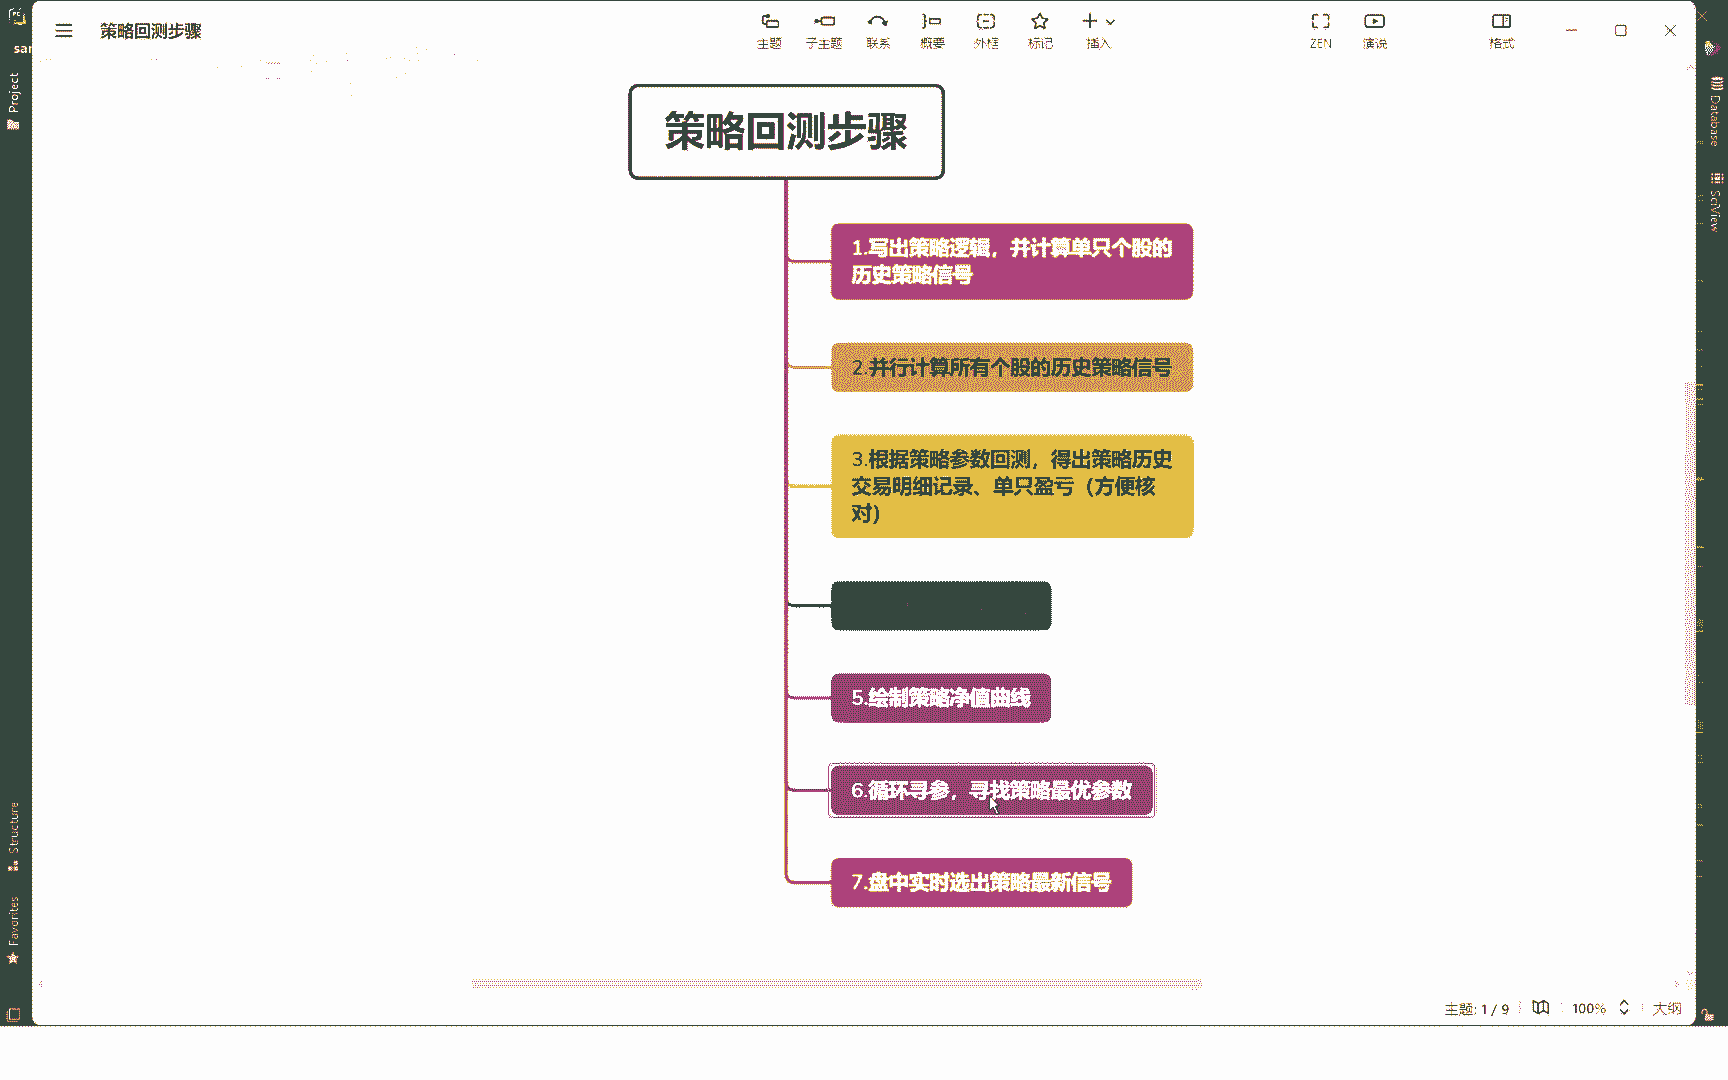 策略回测步骤
主题
子主题
联系
概要
外框
标记
插入
ZEN
演说
格式
sar
Project
Structure
Favorites
Database
SciView
策略回测步骤
1.写出策略逻辑，并计算单只个股的
历史策略信号
2.并行计算所有个股的历史策略信号
3.根据策略参数回测，得出策略历史
交易明细记录、单只盈亏（方便核
对）
5.绘制策略净值曲线
6.循环寻参，寻找策略最优参数
7.盘中实时选出策略最新信号
主题: 1 / 9
100%
大纲